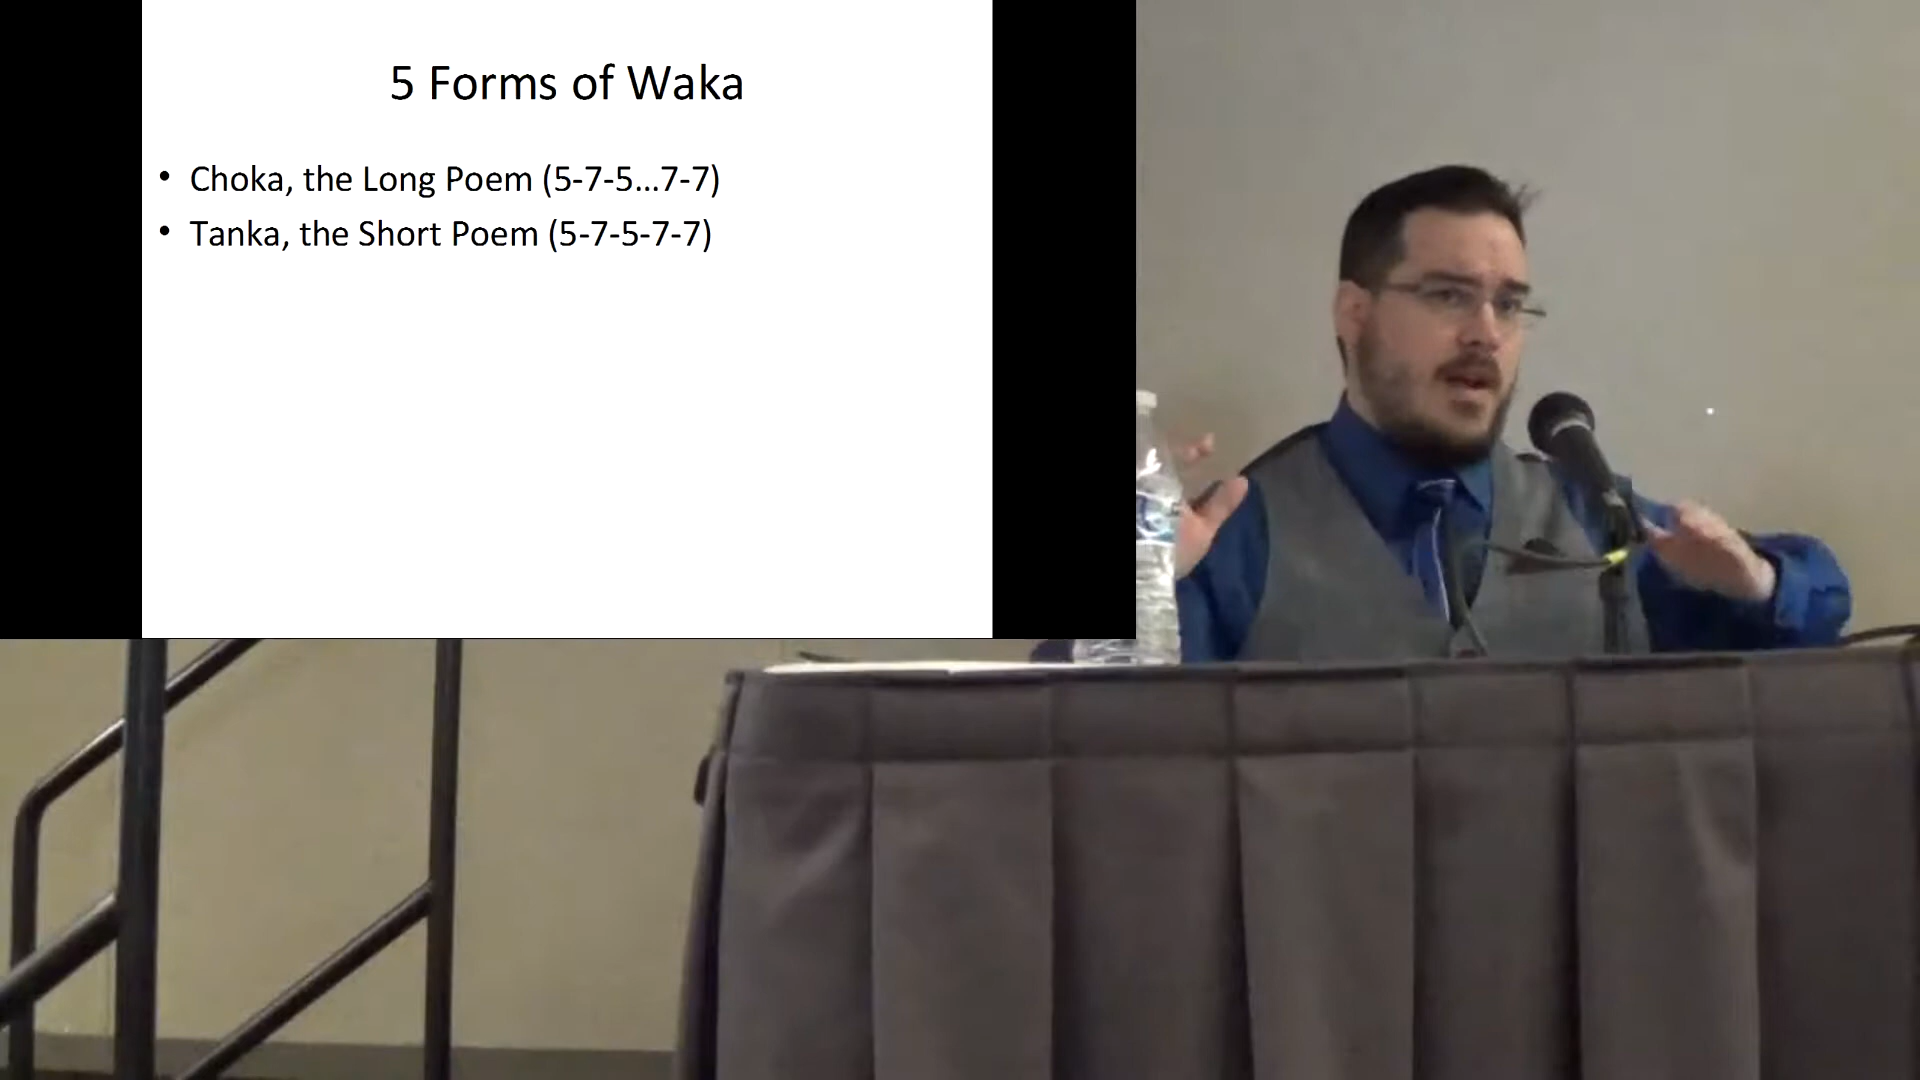 5 Forms of Waka
• Choka, the Long Poem (5-7-5...7-7)
• Tanka, the Short Poem (5-7-5-7-7)